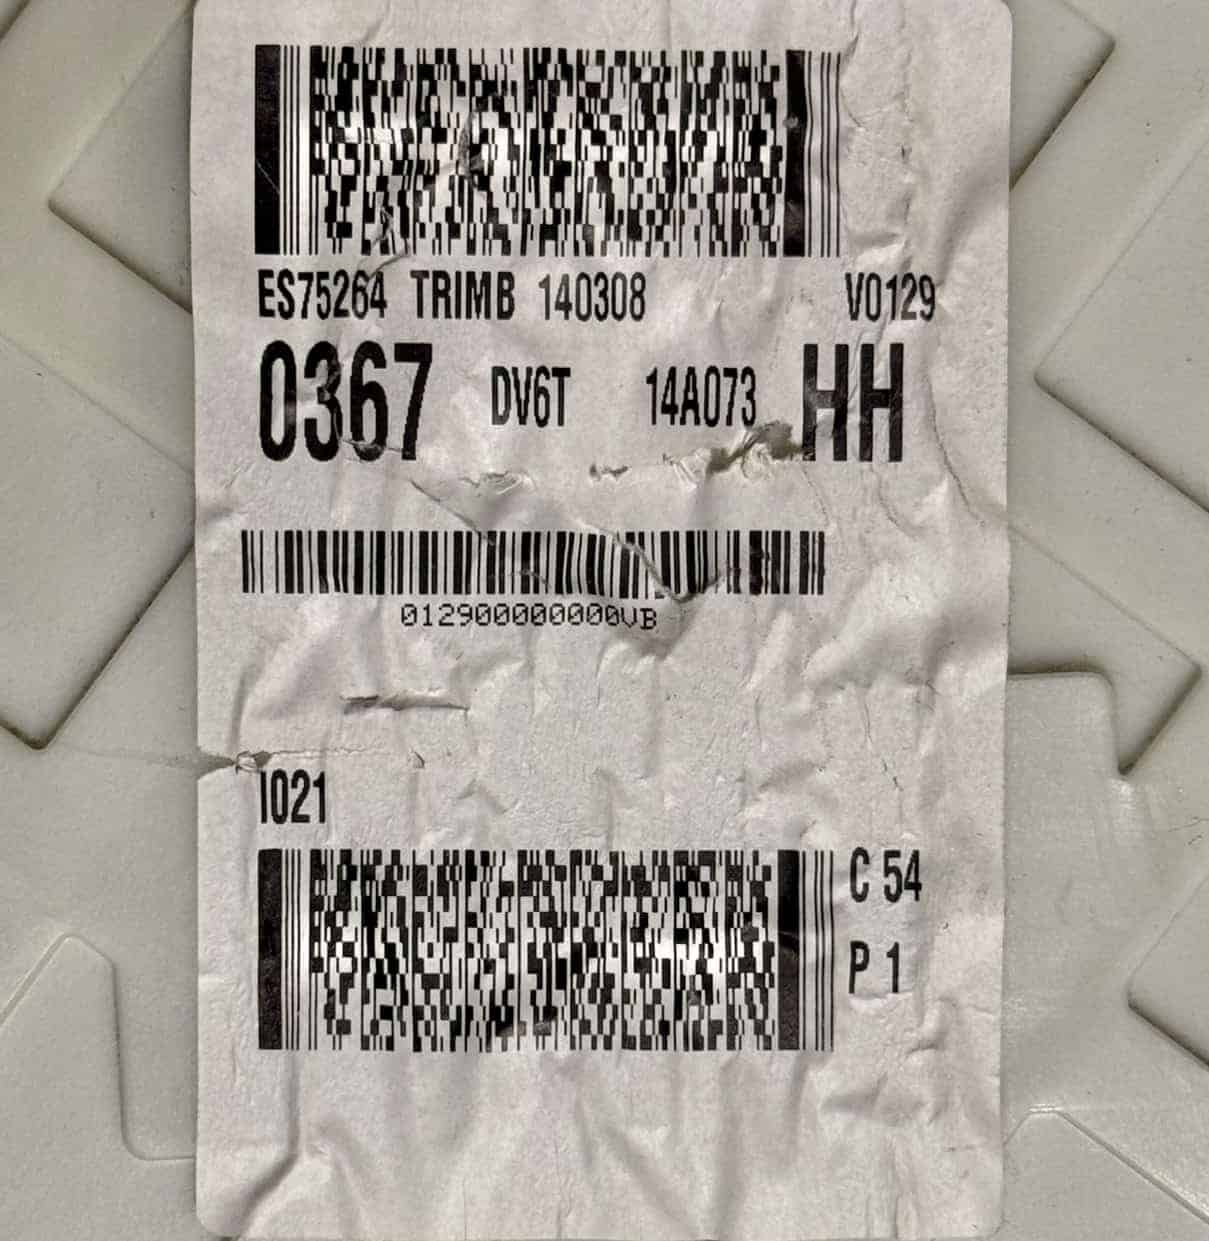 ES75264 TRIMB 140308 V0129
0367 DV6T 14A073 HH
012900000000VB
I021
C 54
P 1